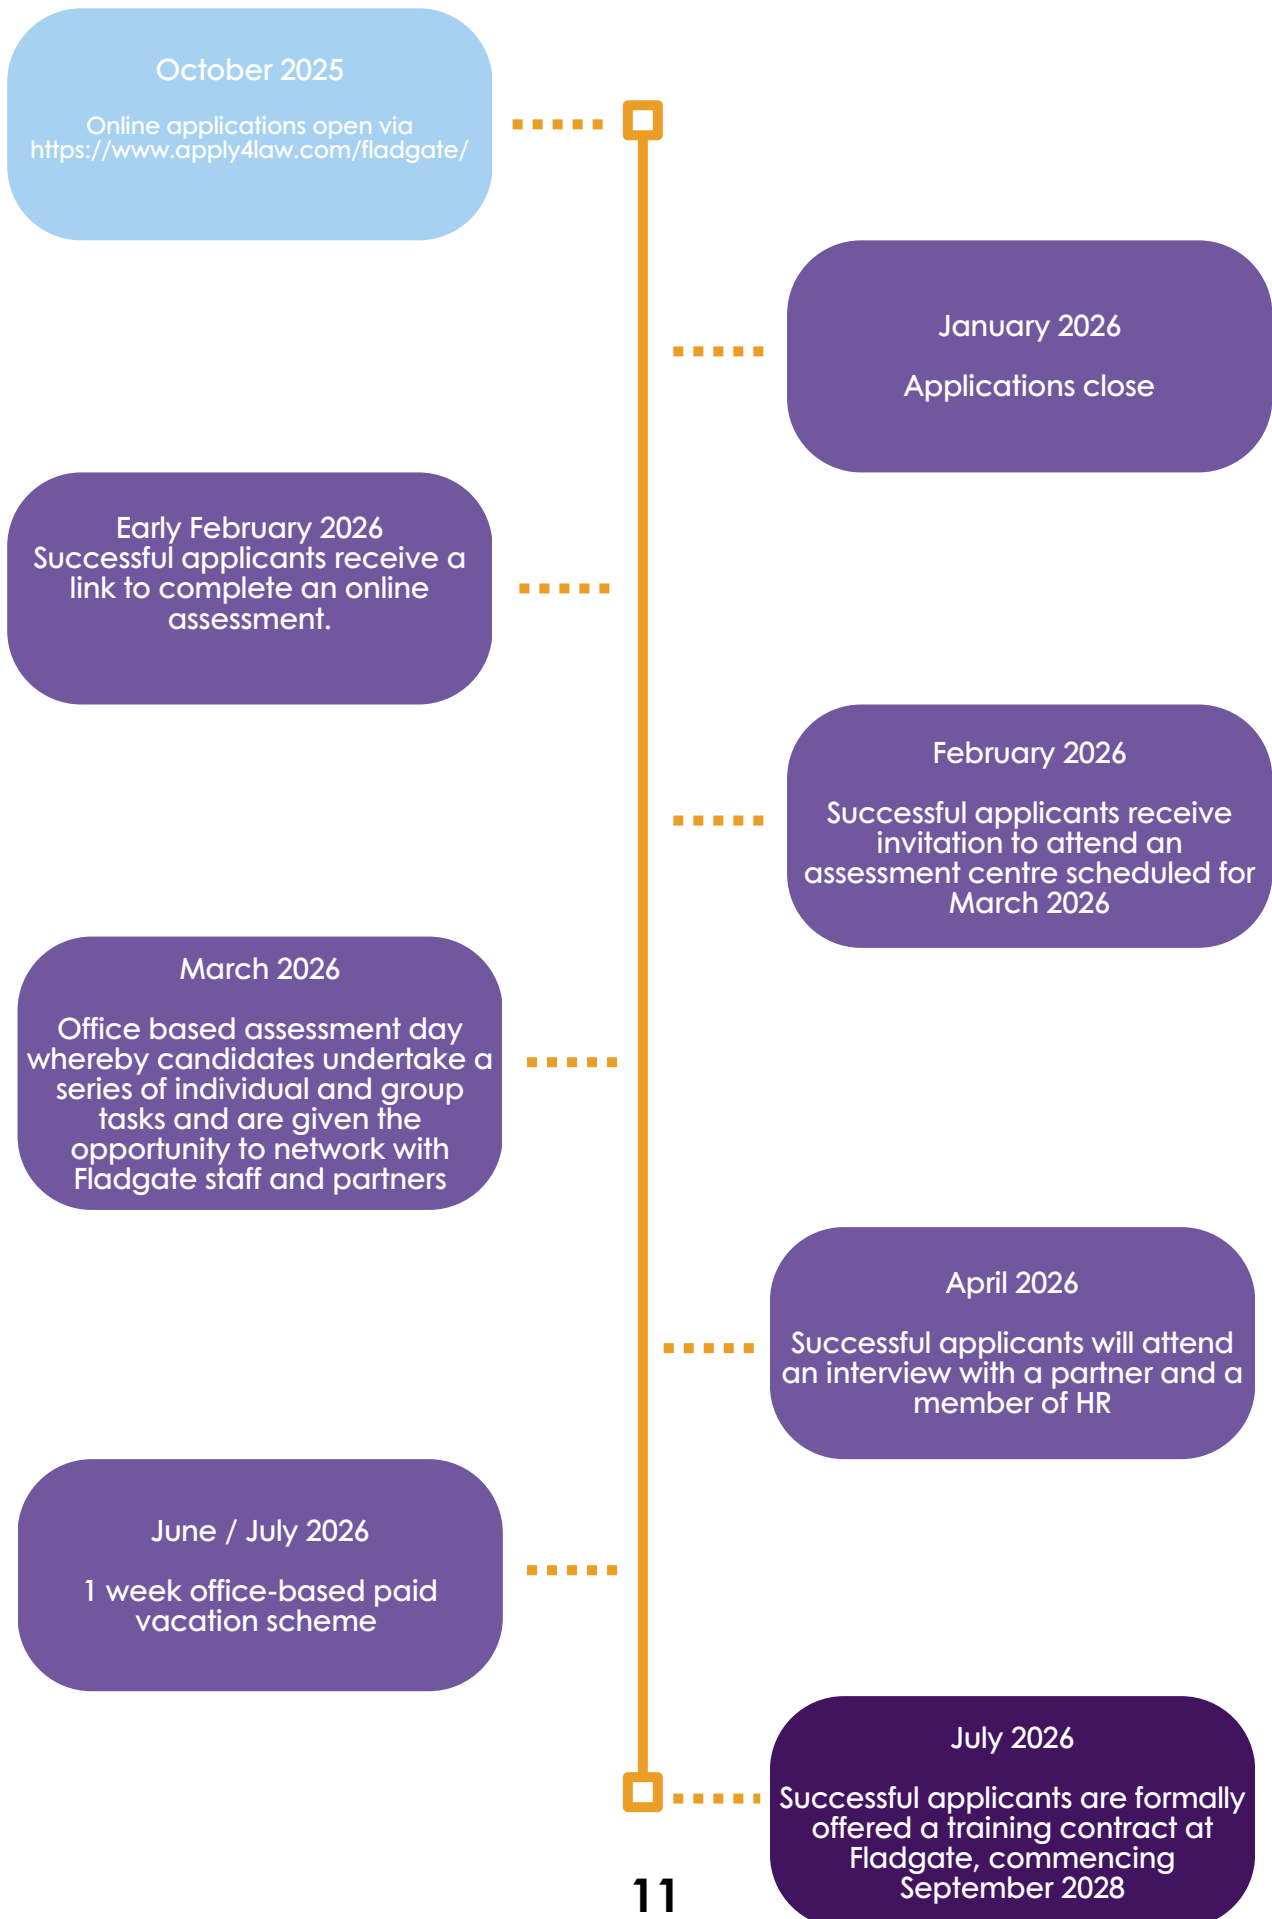 October 2025
Online applications open via
https://www.apply4law.com/fladgate/
January 2026
Applications close
Early February 2026
Successful applicants receive a
link to complete an online
assessment.
February 2026
Successful applicants receive
invitation to attend an
assessment centre scheduled for
March 2026
March 2026
Office based assessment day
whereby candidates undertake a
series of individual and group
tasks and are given the
opportunity to network with
Fladgate staff and partners
April 2026
Successful applicants will attend
an interview with a partner and a
member of HR
June / July 2026
1 week office-based paid
vacation scheme
July 2026
Successful applicants are formally
offered a training contract at
Fladgate, commencing
September 2028
11